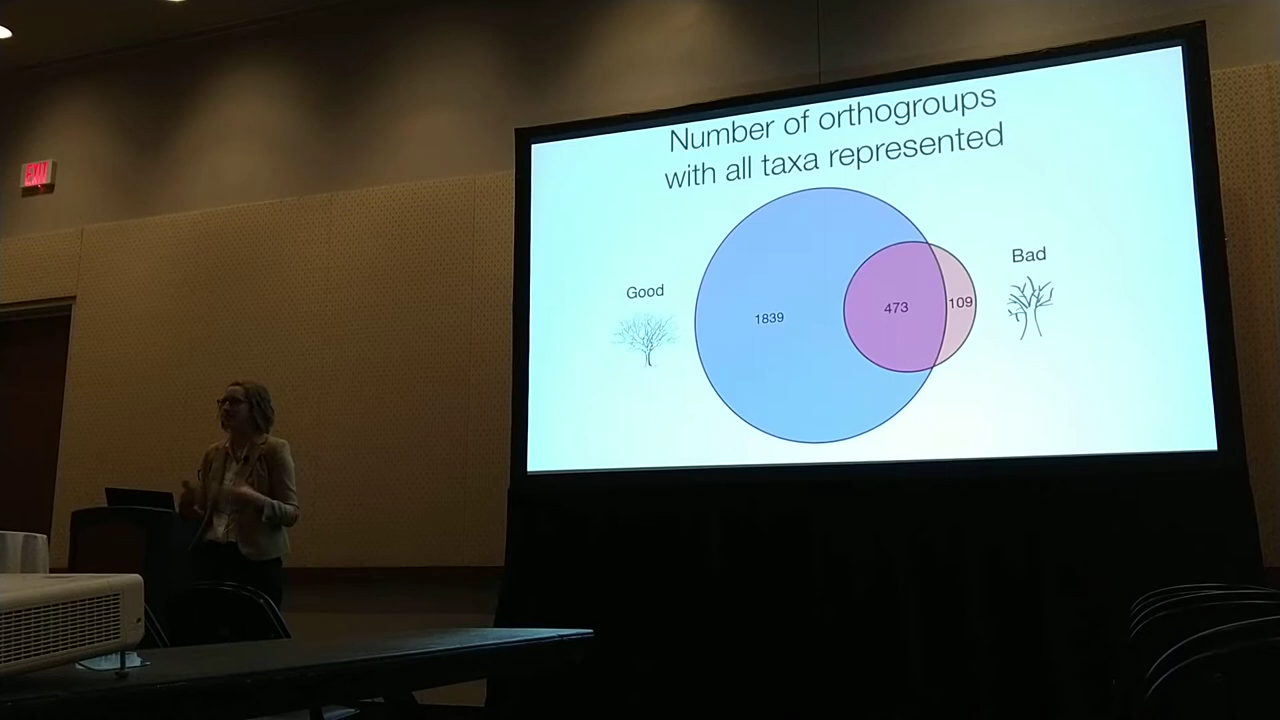 EXIT
Number of orthogroups
with all taxa represented
Good
Bad
1839
473
109